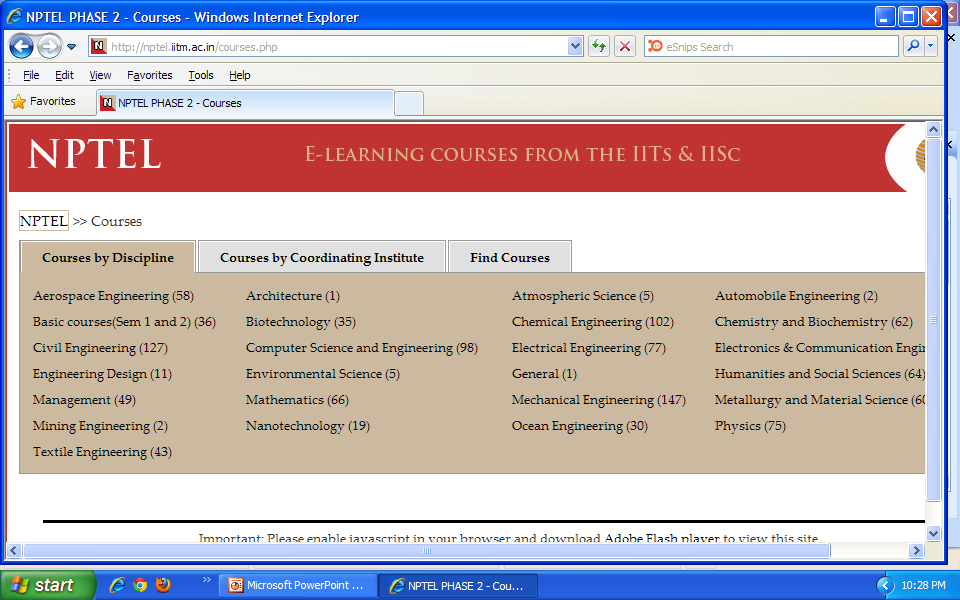 NPTEL PHASE 2 - Courses - Windows Internet Explorer
http://nptel.iitm.ac.in/courses.php
eSnips Search
File Edit View Favorites Tools Help
Favorites
NPTEL PHASE 2 - Courses
NPTEL
E-LEARNING COURSES FROM THE IITS & IISC
NPTEL >> Courses
Courses by Discipline Courses by Coordinating Institute Find Courses
Aerospace Engineering (58) Architecture (1) Atmospheric Science (5) Automobile Engineering (2)
Basic courses(Sem 1 and 2) (36) Biotechnology (35) Chemical Engineering (102) Chemistry and Biochemistry (62)
Civil Engineering (127) Computer Science and Engineering (98) Electrical Engineering (77) Electronics & Communication Engin
Engineering Design (11) Environmental Science (5) General (1) Humanities and Social Sciences (64)
Management (49) Mathematics (66) Mechanical Engineering (147) Metallurgy and Material Science (60
Mining Engineering (2) Nanotechnology (19) Ocean Engineering (30) Physics (75)
Textile Engineering (43)
Important: Please enable javascript in your browser and download Adobe Flash player to view this site
start
Microsoft PowerPoint ...
NPTEL PHASE 2 - Cou...
10:28 PM